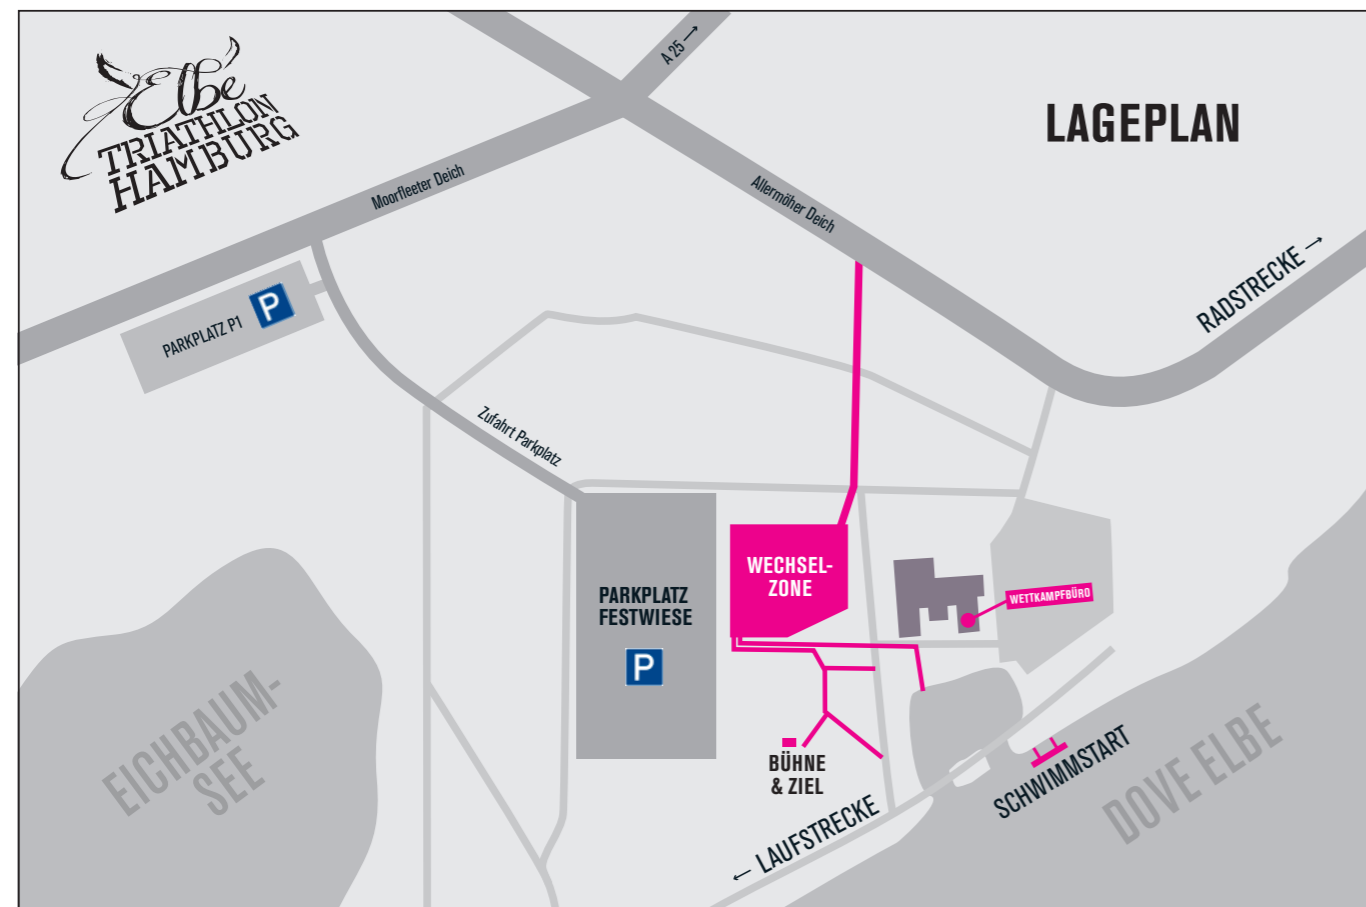 Elbe
TRIATHLON
HAMBURG
A 25 →
LAGEPLAN
Moorfleeter Deich
Allermöher Deich
RADSTRECKE →
PARKPLATZ P1
P
Zufahrt Parkplatz
WECHSEL-
ZONE
PARKPLATZ
FESTWIESE
P
WETTKAMPFBÜRO
EICHBAUM-
SEE
BÜHNE
& ZIEL
SCHWIMMSTART
DOVE ELBE
← LAUFSTRECKE